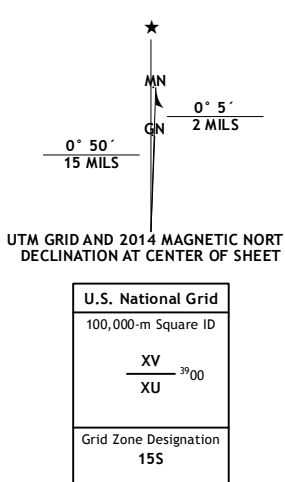 ★
MN
0° 5´
2 MILS
GN
0° 50´
15 MILS
UTM GRID AND 2014 MAGNETIC NORT
DECLINATION AT CENTER OF SHEET
U.S. National Grid
100,000-m Square ID
XV
3900
XU
Grid Zone Designation
15S